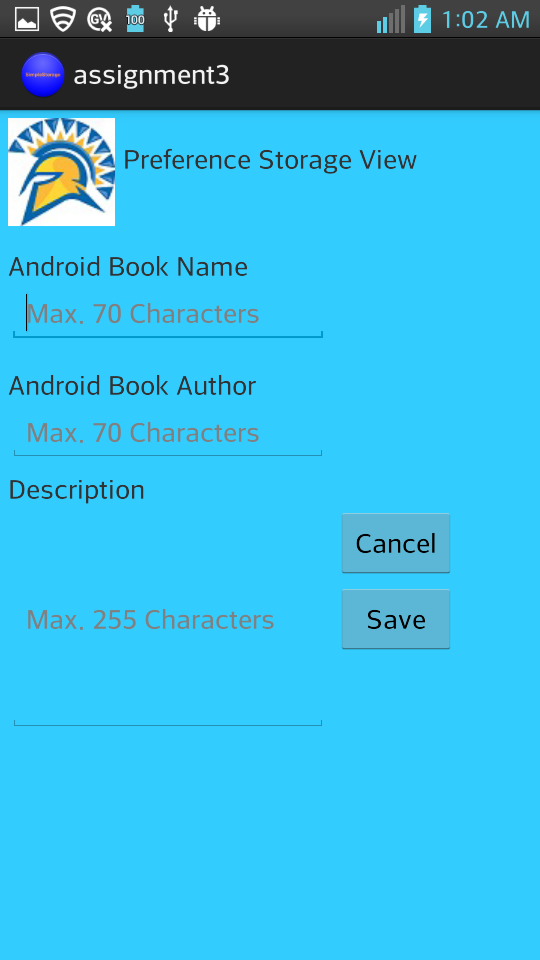 100 1:02 AM
SimpleStorage assignment3
Preference Storage View
Android Book Name
Max. 70 Characters
Android Book Author
Max. 70 Characters
Description
Cancel
Max. 255 Characters
Save